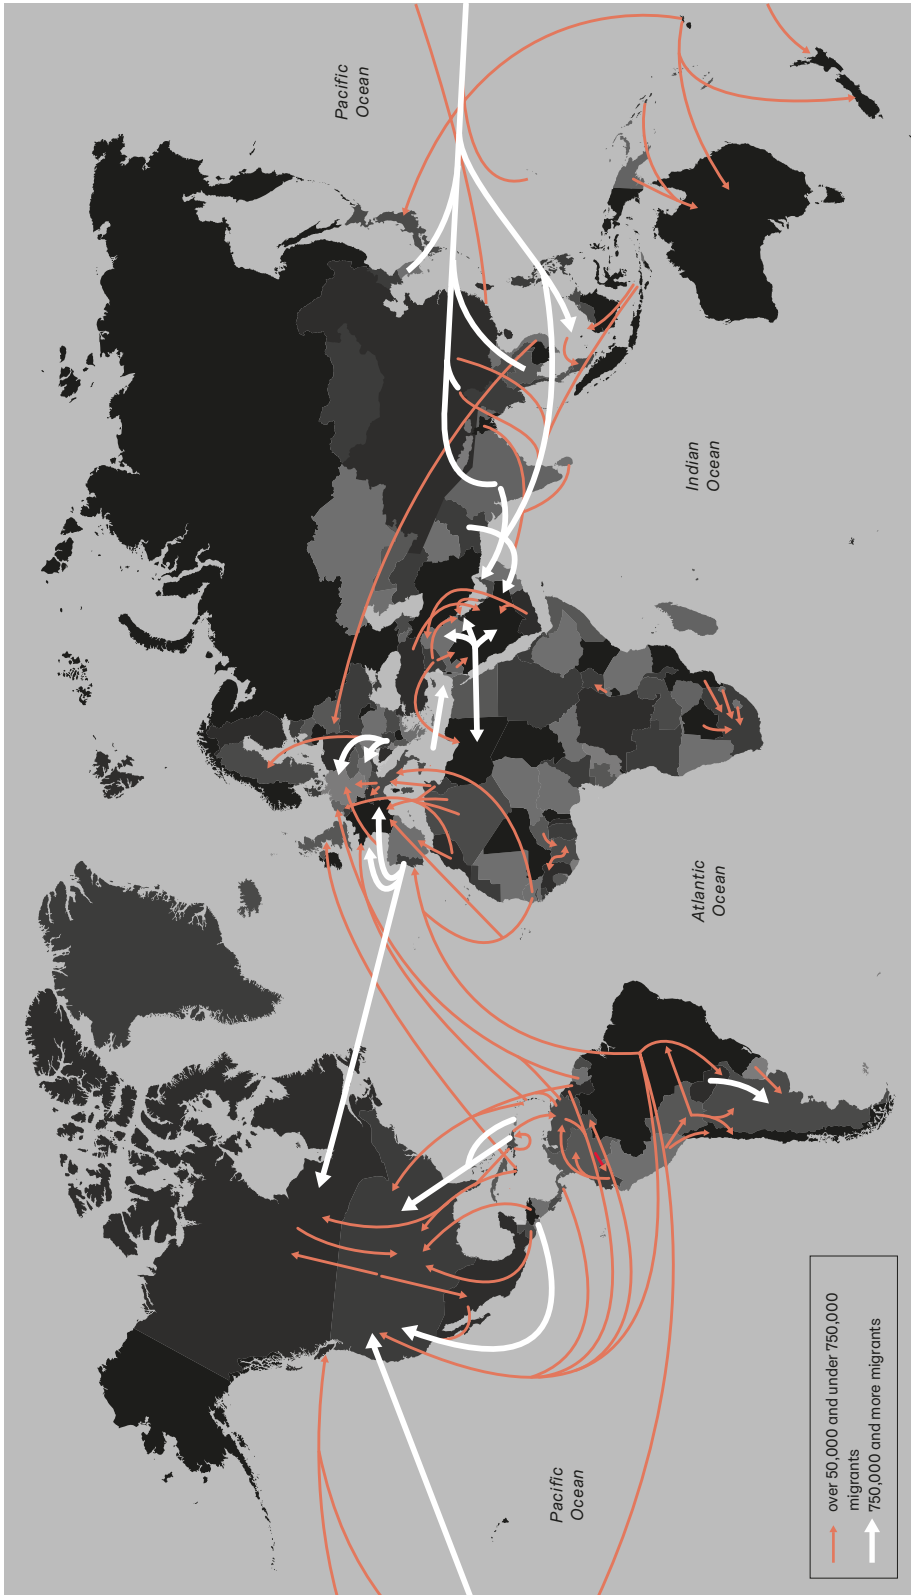 Pacific
Ocean
Atlantic
Ocean
Indian
Ocean
Pacific
Ocean
over 50,000 and under 750,000
migrants
750,000 and more migrants